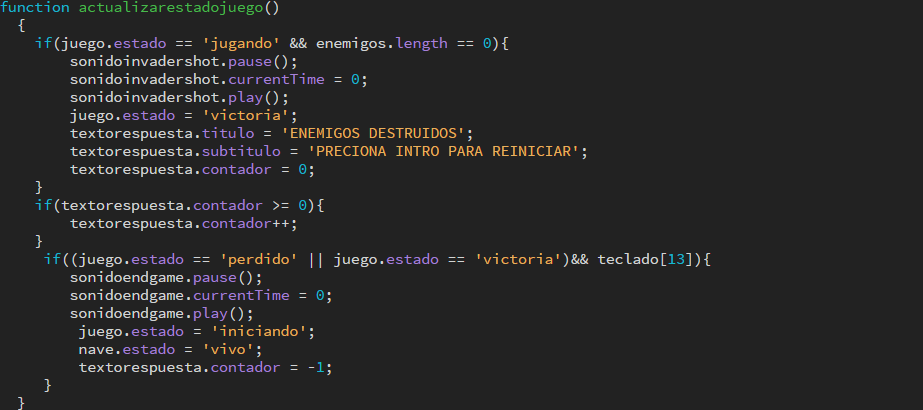 function actualizarestadojuego()
{
if(juego.estado == 'jugando' && enemigos.length == 0){
sonidoinvadershot.pause();
sonidoinvadershot.currentTime = 0;
sonidoinvadershot.play();
juego.estado = 'victoria';
textorespuesta.titulo = 'ENEMIGOS DESTRUIDOS';
textorespuesta.subtitulo = 'PRECIONA INTRO PARA REINICIAR';
textorespuesta.contador = 0;
}
if(textorespuesta.contador >= 0){
textorespuesta.contador++;
}
if((juego.estado == 'perdido' || juego.estado == 'victoria')&& teclado[13]){
sonidoendgame.pause();
sonidoendgame.currentTime = 0;
sonidoendgame.play();
juego.estado = 'iniciando';
nave.estado = 'vivo';
textorespuesta.contador = -1;
}
}